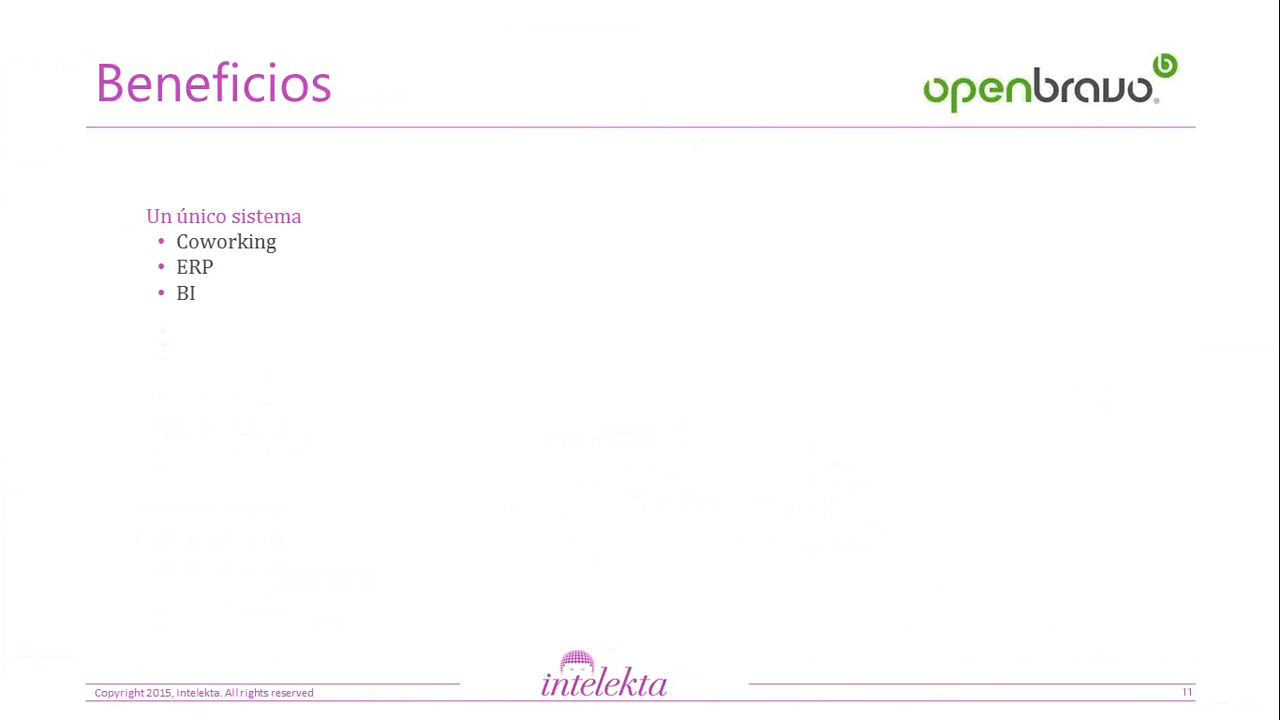 Beneficios
openbravo
Un único sistema
• Coworking
• ERP
• BI
Copyright 2015, Intelekta. All rights reserved
intelekta
11